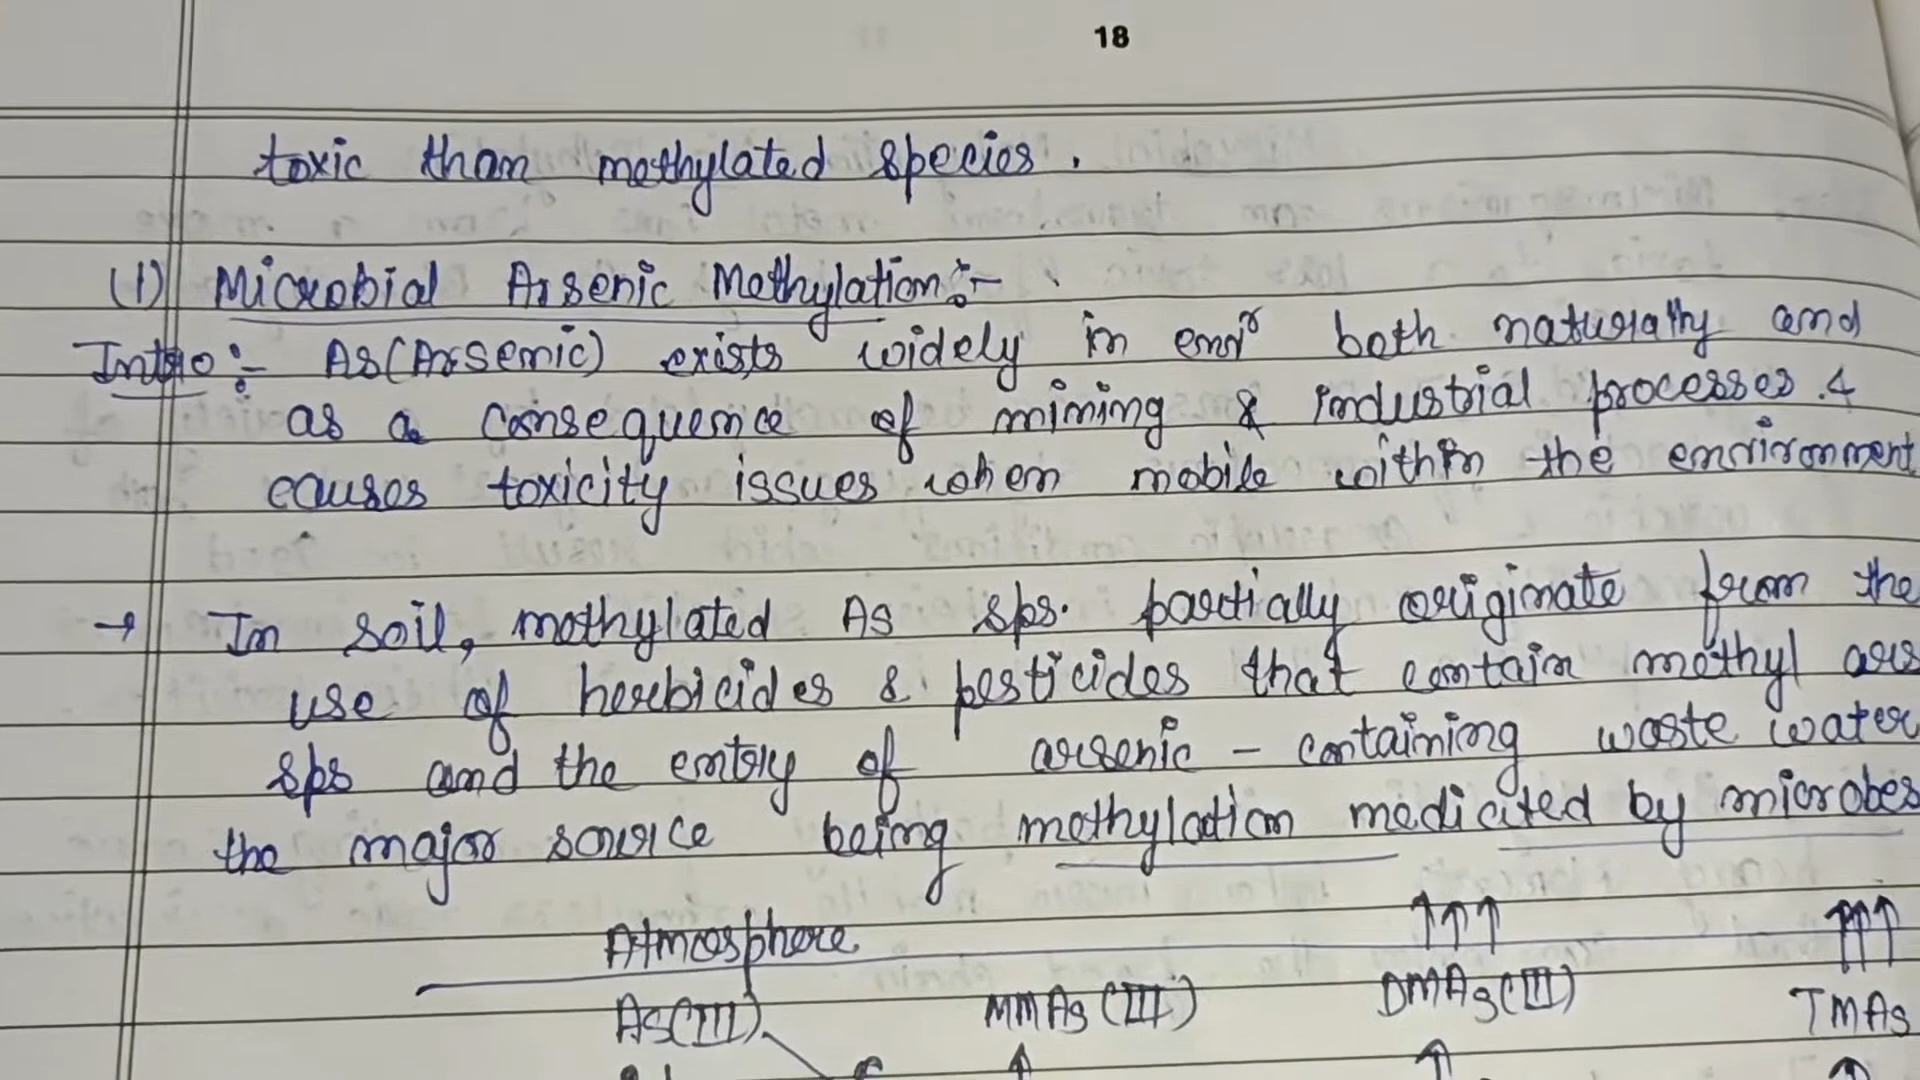 18
toxic than methylated species.
(1) Microbial Arsenic Methylation:-
Intro:- As(Arsenic) exists widely in envr both naturally and
as a consequence of mining & industrial processes. &
causes toxicity issues when mobile within the environment
→ In soil, methylated As sps. partially originate from the
use of herbicides & pesticides that contain methyl ars
sps and the entry of arsenic - containing waste water
the major source being methylation mediated by microbes
Atmosphere ↑↑↑ ↑↑↑
As(III) MMAs (III) DMAs(III) TMAs